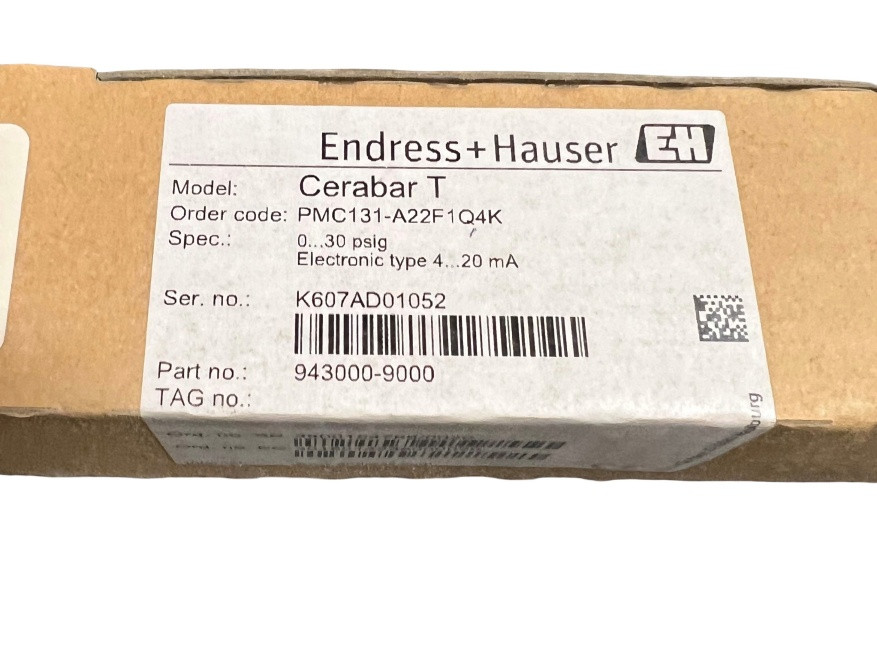 Endress+Hauser EH
Model: Cerabar T
Order code: PMC131-A22F1Q4K
Spec.: 0...30 psig
Electronic type 4...20 mA
Ser. no.: K607AD01052
Part no.: 943000-9000
TAG no.: